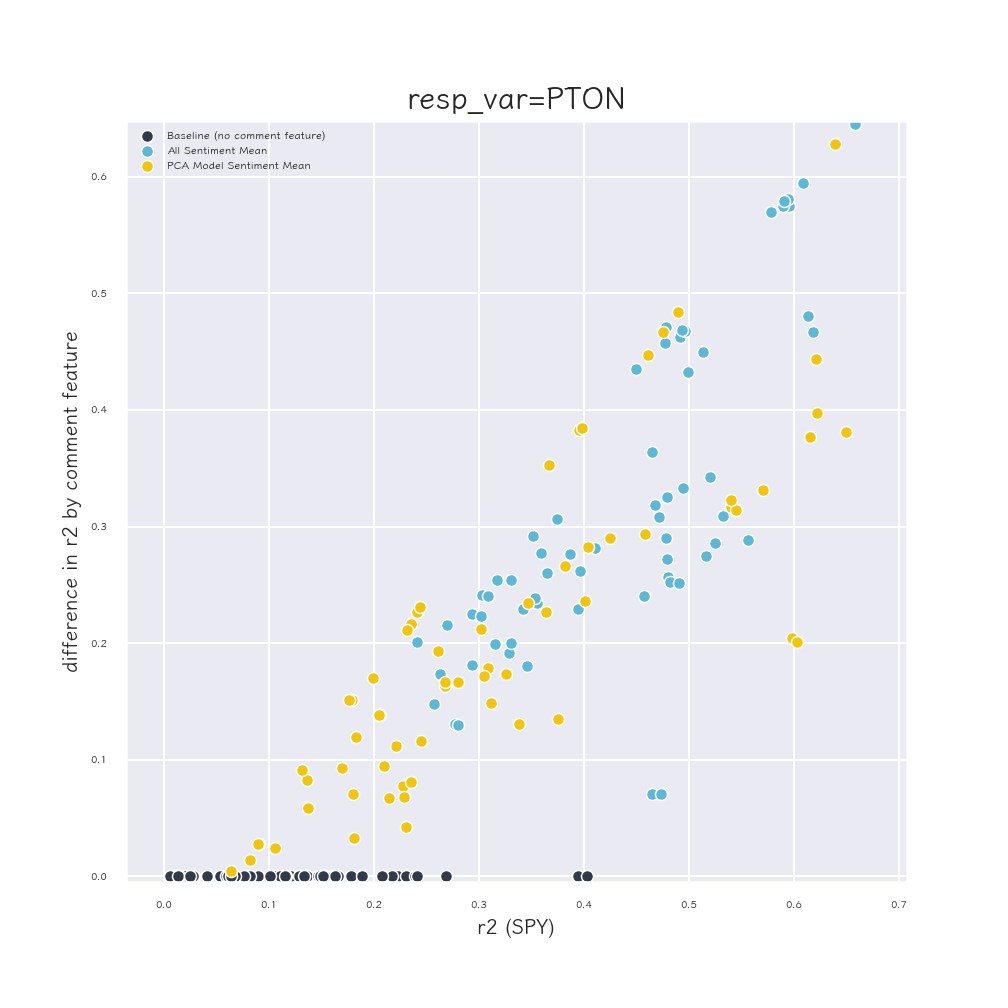 resp_var=PTON
Baseline (no comment feature)
All Sentiment Mean
PCA Model Sentiment Mean
difference in r2 by comment feature
0.6
0.5
0.4
0.3
0.2
0.1
0.0
0.0 0.1 0.2 0.3 0.4 0.5 0.6 0.7
r2 (SPY)